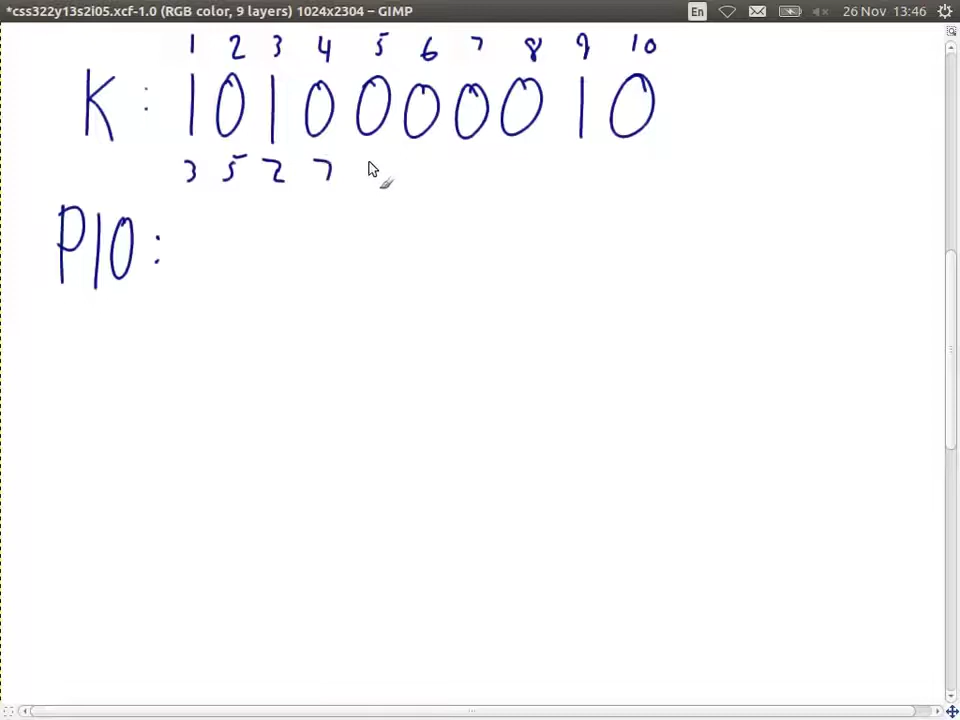 *css322y13s2i05.xcf-1.0 (RGB color, 9 layers) 1024x2304 – GIMP En 26 Nov 13:46
1 2 3 4 5 6 7 8 9 10
K: 1 0 1 0 0 0 0 0 1 0
3 5 2 7
P10: